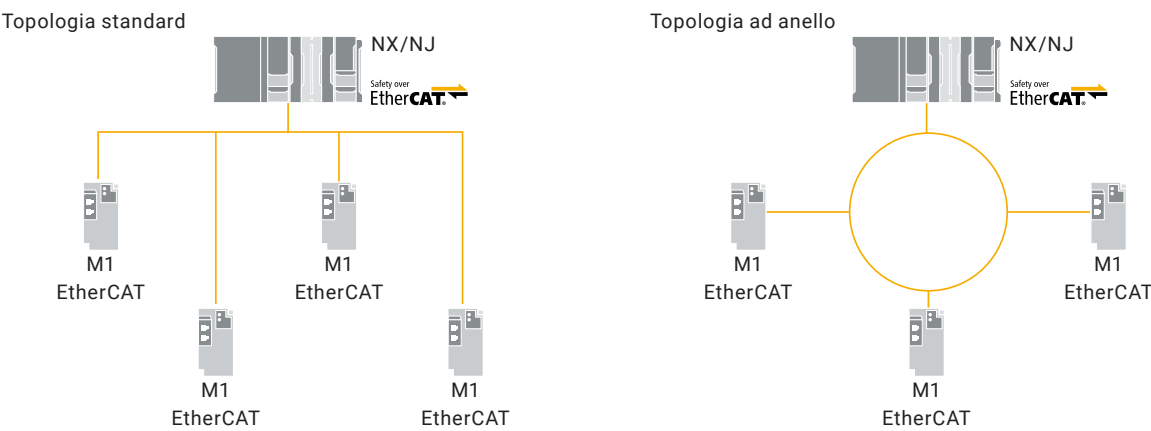 Topologia standard
NX/NJ
Safety over
EtherCAT®
M1
EtherCAT
M1
EtherCAT
M1
EtherCAT
M1
EtherCAT
Topologia ad anello
NX/NJ
Safety over
EtherCAT®
M1
EtherCAT
M1
EtherCAT
M1
EtherCAT